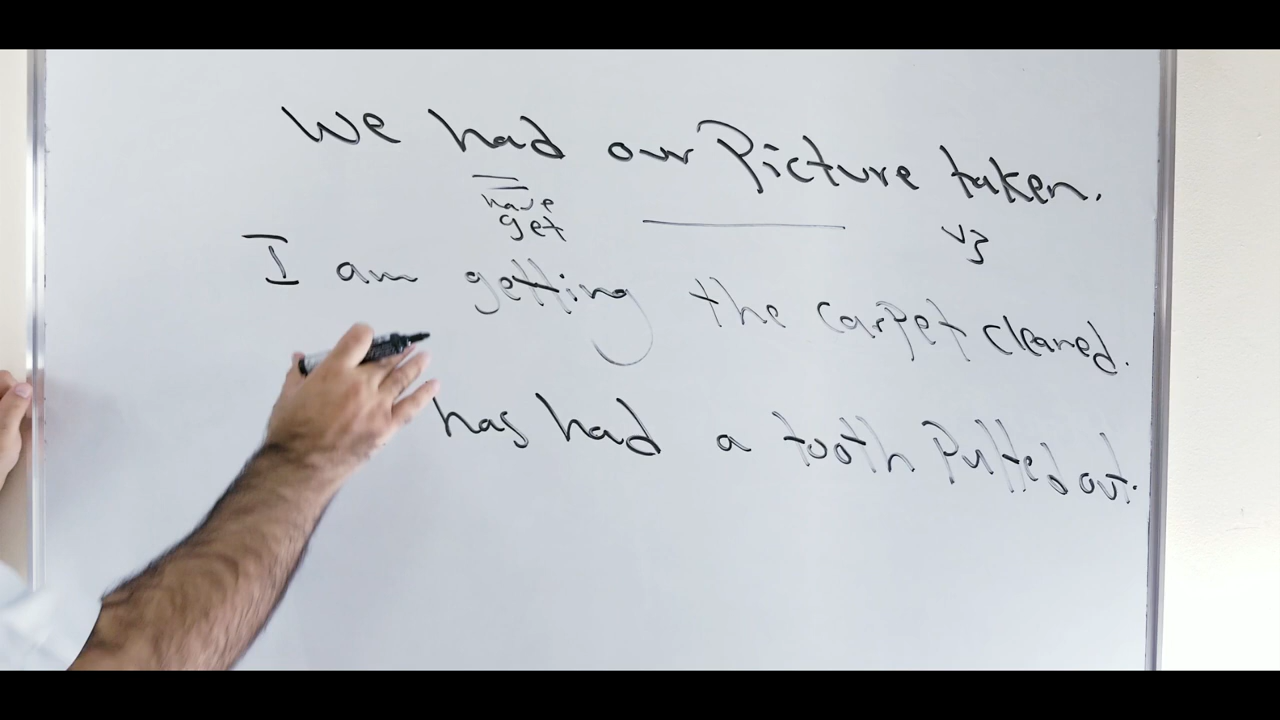 We had our Picture taken.
have
get
V3
I am getting the carpet cleaned.
has had a tooth Pulled out.